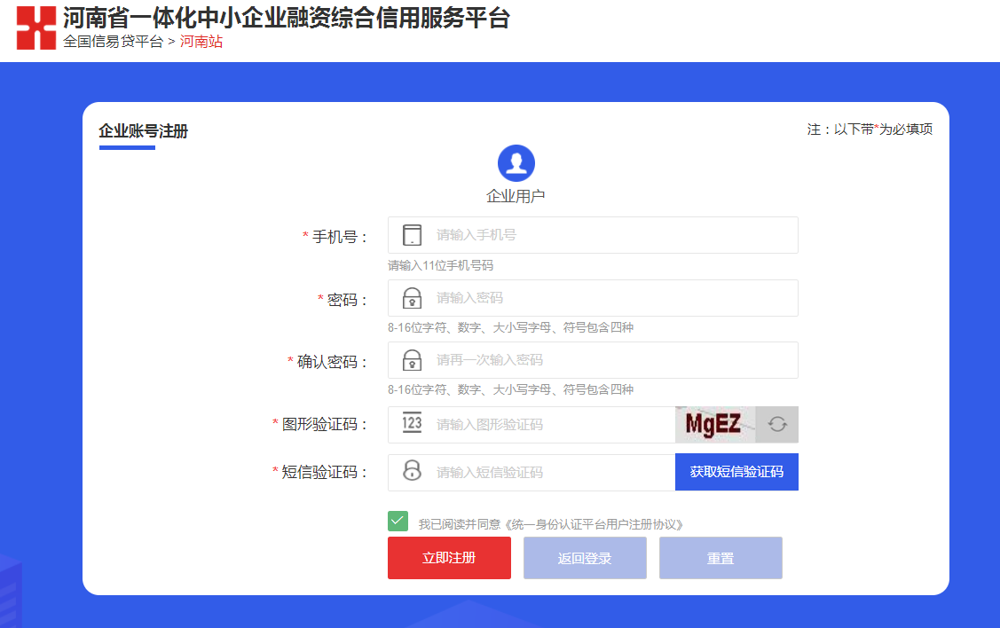 河南省一体化中小企业融资综合信用服务平台
全国信易贷平台 > 河南站
企业账号注册
注：以下带*为必填项
企业用户
* 手机号： 请输入手机号
请输入11位手机号码
* 密码： 请输入密码
8-16位字符、数字、大小写字母、符号包含四种
* 确认密码： 请再一次输入密码
8-16位字符、数字、大小写字母、符号包含四种
* 图形验证码： 123 请输入图形验证码 MgEZ
* 短信验证码： 请输入短信验证码 获取短信验证码
我已阅读并同意《统一身份认证平台用户注册协议》
立即注册 返回登录 重置